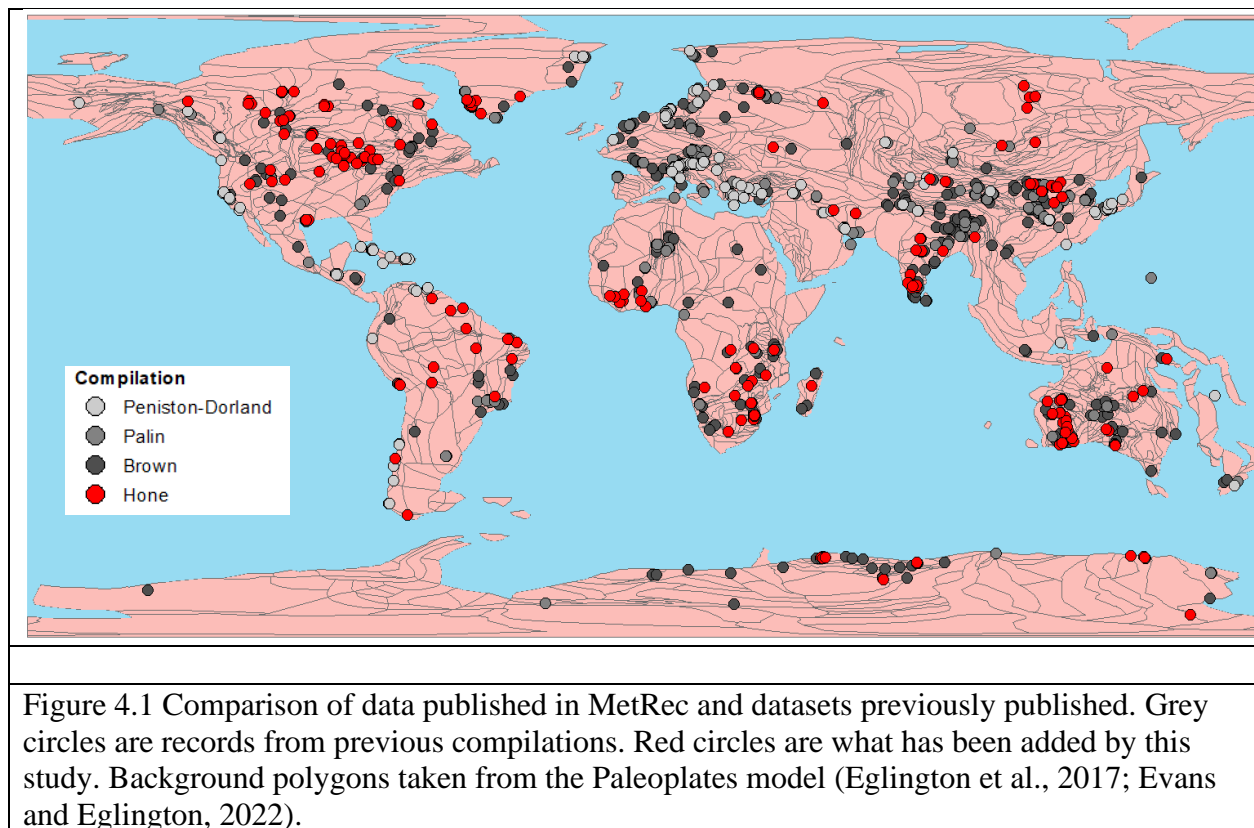 Compilation
Peniston-Dorland
Palin
Brown
Hone
Figure 4.1 Comparison of data published in MetRec and datasets previously published. Grey
circles are records from previous compilations. Red circles are what has been added by this
study. Background polygons taken from the Paleoplates model (Eglington et al., 2017; Evans
and Eglington, 2022).